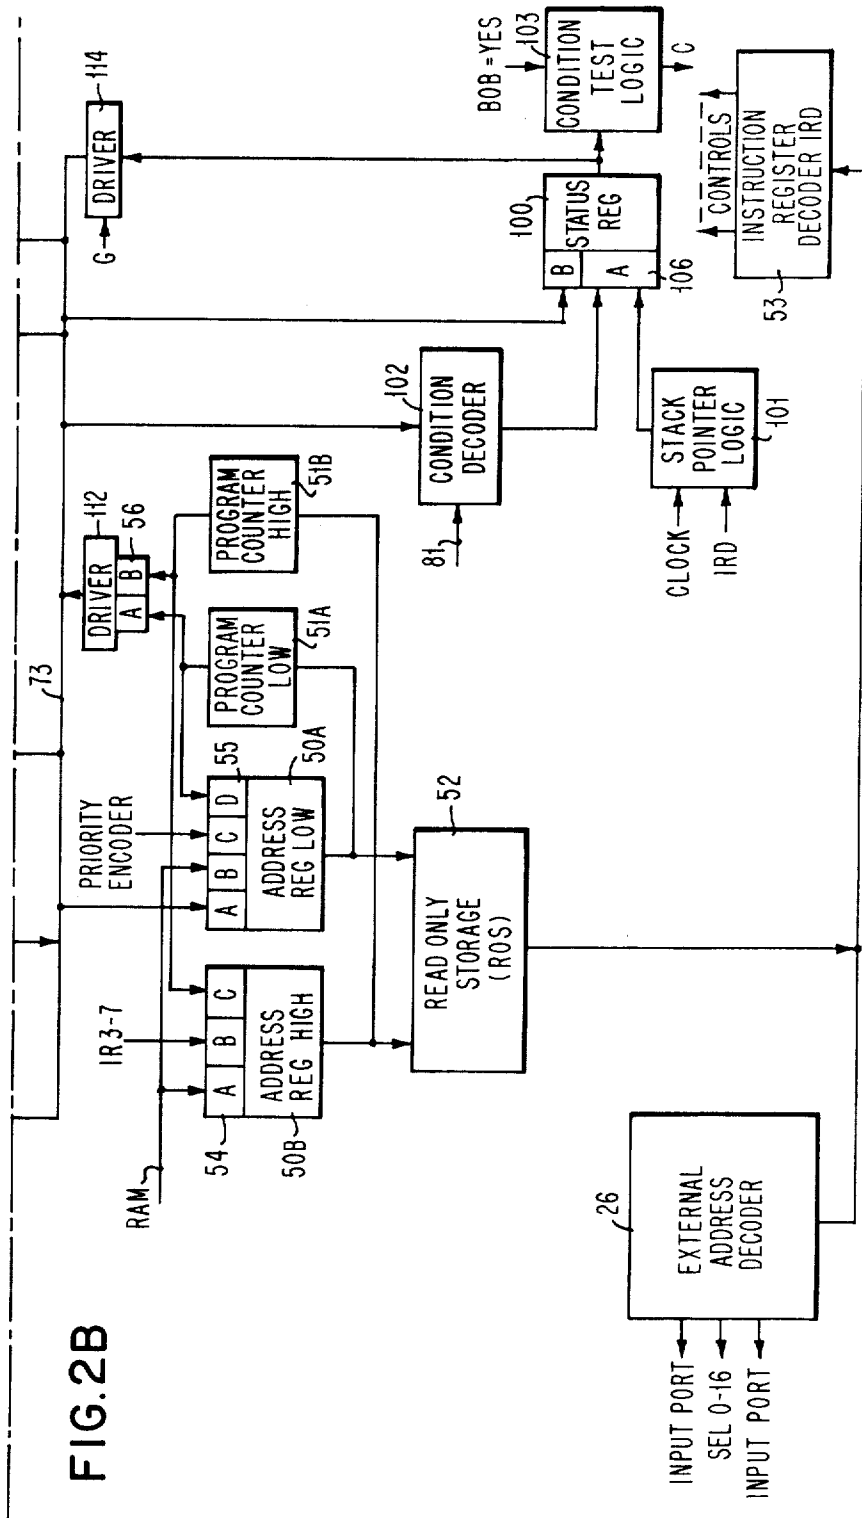 FIG.2B
73
G
DRIVER
114
DRIVER
112
A
B
56
PRIORITY
ENCODER
RAM
IR3-7
54
A
B
C
ADDRESS
REG HIGH
50B
A
B
C
D
55
ADDRESS
REG LOW
50A
PROGRAM
COUNTER
LOW
51A
PROGRAM
COUNTER
HIGH
51B
READ ONLY
STORAGE
(ROS)
52
81
CONDITION
DECODER
102
CLOCK
IRD
STACK
POINTER
LOGIC
101
B
A
STATUS
REG
100
106
BOB=YES
CONDITION
TEST
LOGIC
103
C
CONTROLS
INSTRUCTION
REGISTER
DECODER IRD
53
26
EXTERNAL
ADDRESS
DECODER
INPUT PORT
SEL 0-16
INPUT PORT